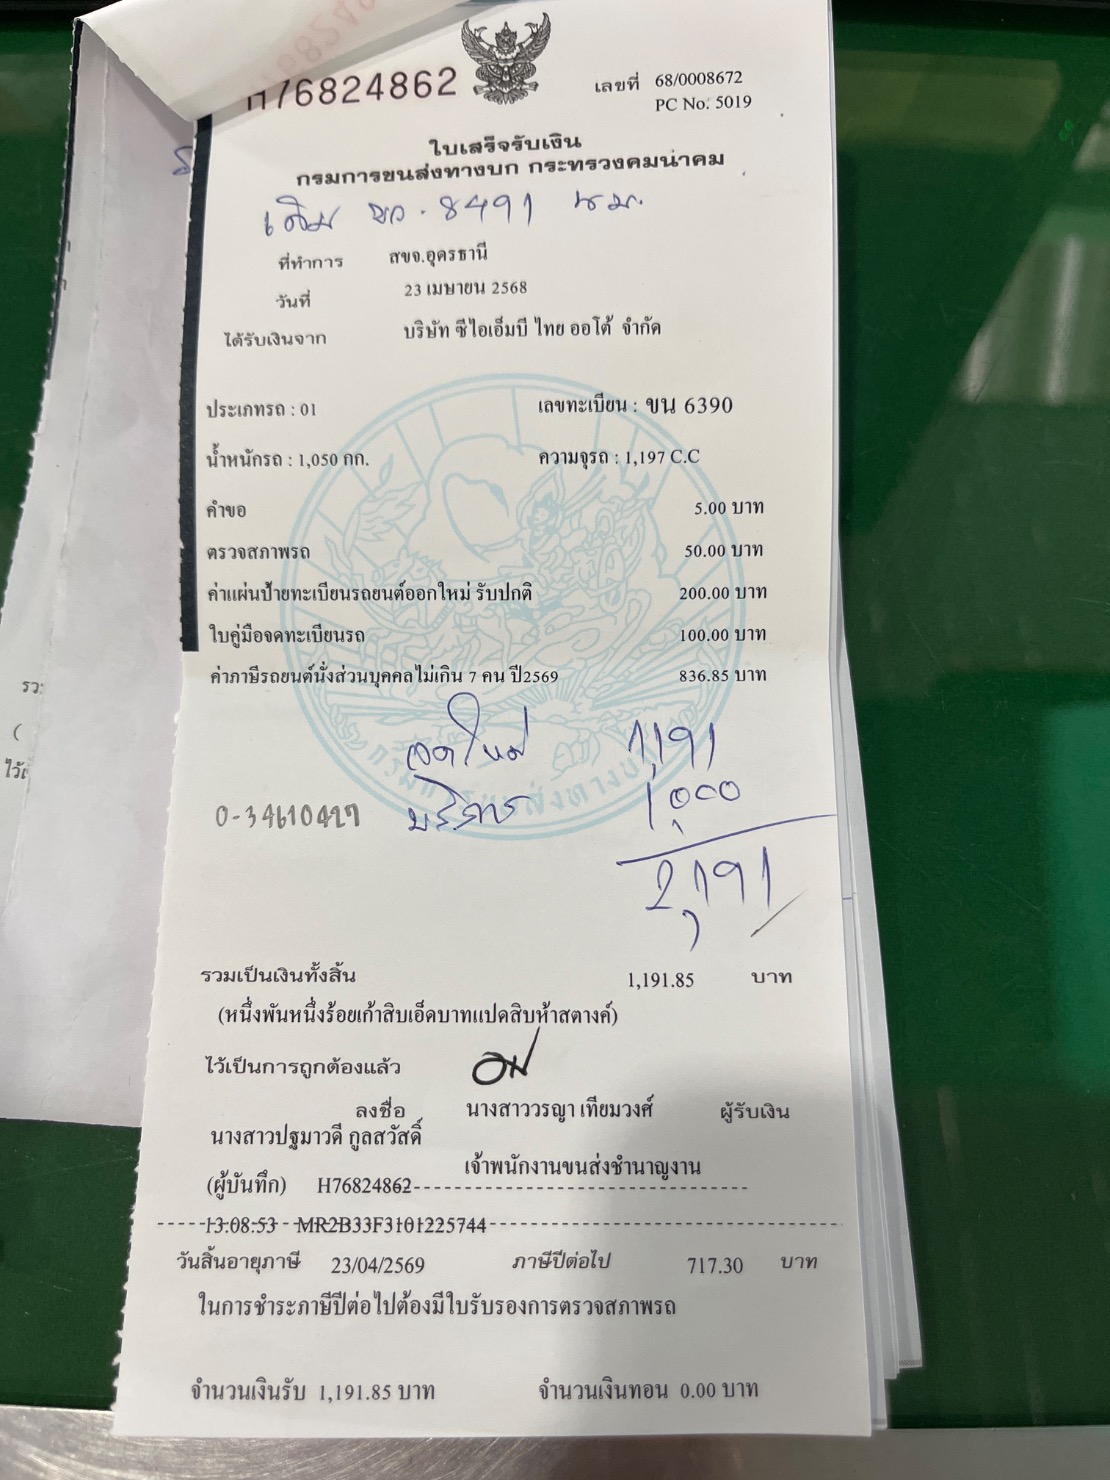 H76824862
เลขที่ 68/0008672
PC No. 5019
ใบเสร็จรับเงิน
กรมการขนส่งทางบก กระทรวงคมนาคม
เดิม ขก. 8491 นม.
ที่ทำการ สขจ.อุดรธานี
วันที่ 23 เมษายน 2568
ได้รับเงินจาก บริษัท ซีไอเอ็มบี ไทย ออโต้ จำกัด
ประเภทรถ : 01 เลขทะเบียน : ขน 6390
น้ำหนักรถ : 1,050 กก. ความจุรถ : 1,197 C.C
คำขอ 5.00 บาท
ตรวจสภาพรถ 50.00 บาท
ค่าแผ่นป้ายทะเบียนรถยนต์ออกใหม่ รับปกติ 200.00 บาท
ใบคู่มือจดทะเบียนรถ 100.00 บาท
ค่าภาษีรถยนต์นั่งส่วนบุคคลไม่เกิน 7 คน ปี2569 836.85 บาท
จดใหม่ 1,191
บริการ 1,000
0-34610427
2,191
รวมเป็นเงินทั้งสิ้น 1,191.85 บาท
(หนึ่งพันหนึ่งร้อยเก้าสิบเอ็ดบาทแปดสิบห้าสตางค์)
ไว้เป็นการถูกต้องแล้ว
ลงชื่อ นางสาววรญา เทียมวงศ์ ผู้รับเงิน
นางสาวปฐมาวดี กูลสวัสดิ์
เจ้าพนักงานขนส่งชำนาญงาน
(ผู้บันทึก) H76824862
13:08:53 MR2B33F3101225744
วันสิ้นอายุภาษี 23/04/2569 ภาษีปีต่อไป 717.30 บาท
ในการชำระภาษีปีต่อไปต้องมีใบรับรองการตรวจสภาพรถ
จำนวนเงินรับ 1,191.85 บาท จำนวนเงินทอน 0.00 บาท